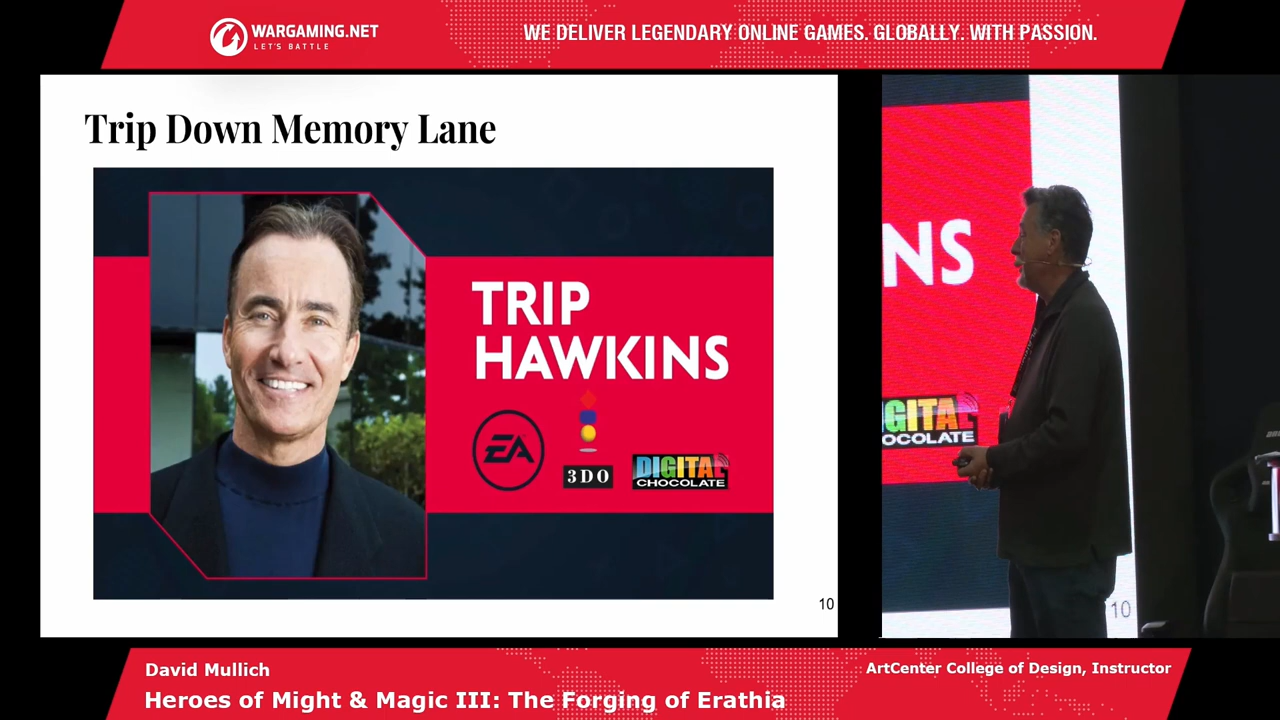 WARGAMING.NET
LET'S BATTLE
WE DELIVER LEGENDARY ONLINE GAMES. GLOBALLY. WITH PASSION.
Trip Down Memory Lane
TRIP
HAWKINS
EA
3DO
DIGITAL
CHOCOLATE
10
NS
DIGITAL
OCOLATE
10
David Mullich
ArtCenter College of Design, Instructor
Heroes of Might & Magic III: The Forging of Erathia